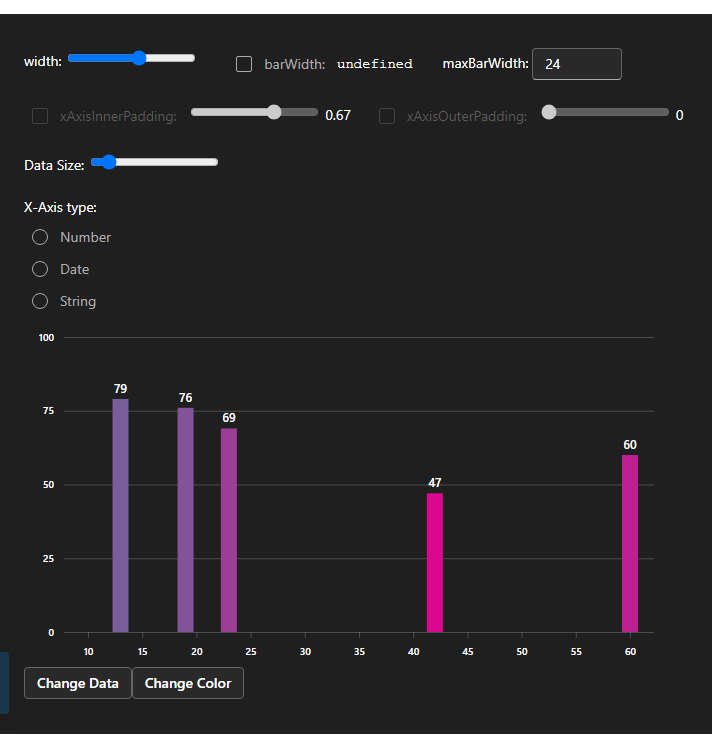 width: barWidth: undefined maxBarWidth: 24
xAxisInnerPadding: 0.67 xAxisOuterPadding: 0
Data Size:
X-Axis type:
Number
Date
String
100
79
76
75
69
60
50
47
25
0
10 15 20 25 30 35 40 45 50 55 60
Change Data Change Color